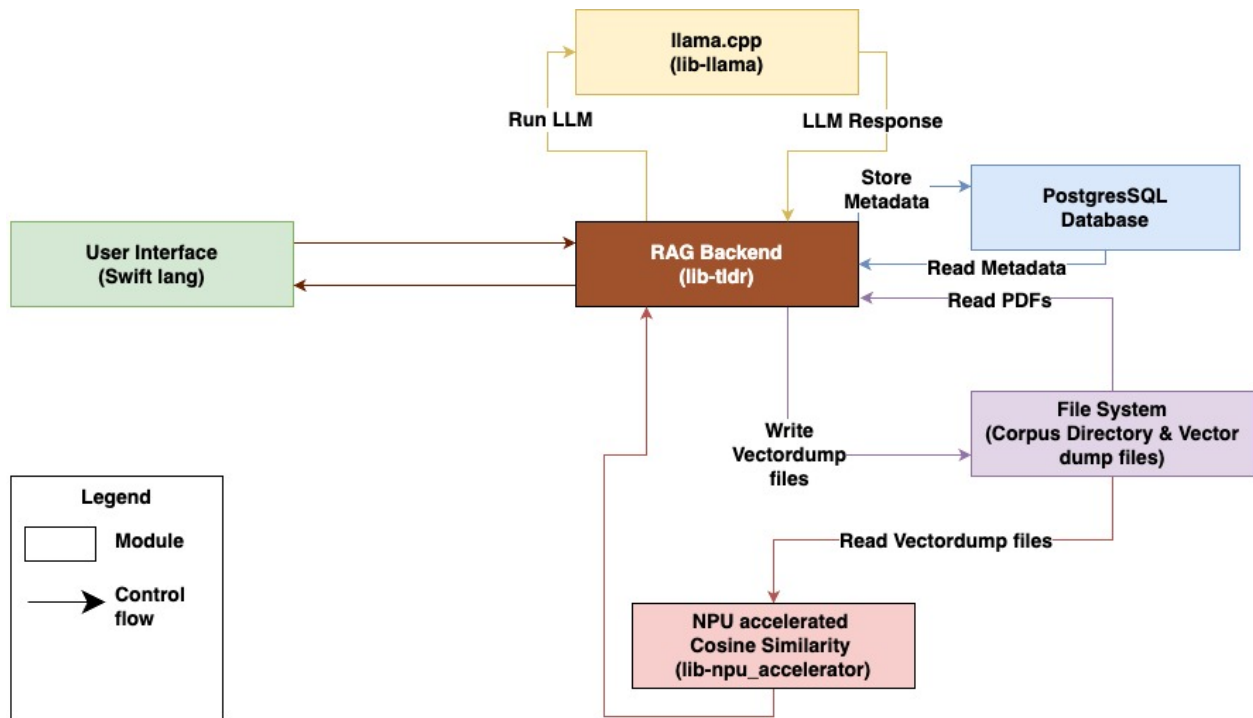 llama.cpp
(lib-llama)
Run LLM
LLM Response
Store
Metadata
PostgresSQL
Database
User Interface
(Swift lang)
RAG Backend
(lib-tldr)
Read Metadata
Read PDFs
File System
(Corpus Directory & Vector
dump files)
Write
Vectordump
files
Legend
Module
Control
flow
Read Vectordump files
NPU accelerated
Cosine Similarity
(lib-npu_accelerator)